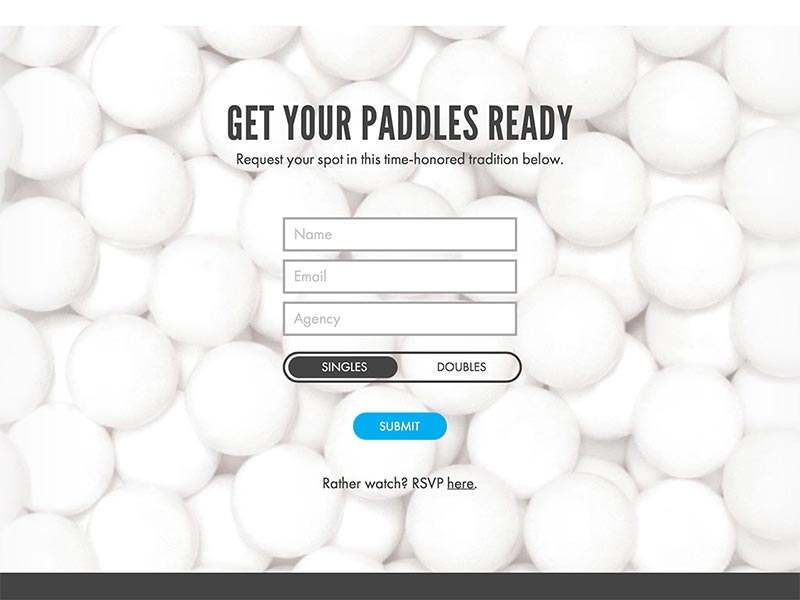 GET YOUR PADDLES READY
Request your spot in this time-honored tradition below.
Name
Email
Agency
SINGLES DOUBLES
SUBMIT
Rather watch? RSVP here.